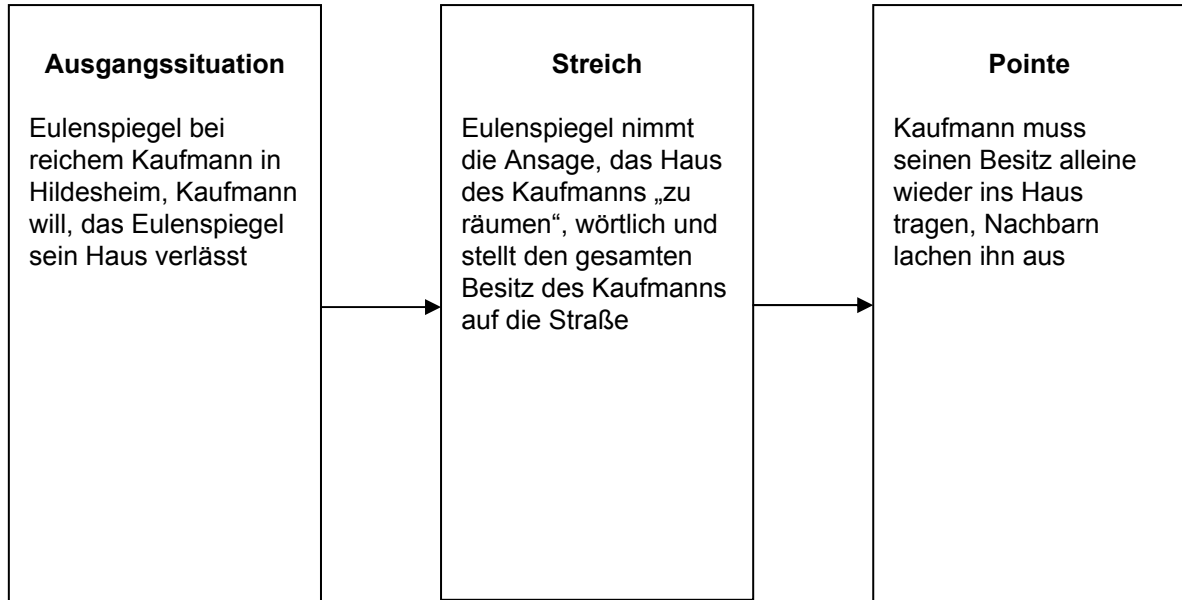 Ausgangssituation
Eulenspiegel bei
reichem Kaufmann in
Hildesheim, Kaufmann
will, das Eulenspiegel
sein Haus verlässt
Streich
Eulenspiegel nimmt
die Ansage, das Haus
des Kaufmanns „zu
räumen“, wörtlich und
stellt den gesamten
Besitz des Kaufmanns
auf die Straße
Pointe
Kaufmann muss
seinen Besitz alleine
wieder ins Haus
tragen, Nachbarn
lachen ihn aus